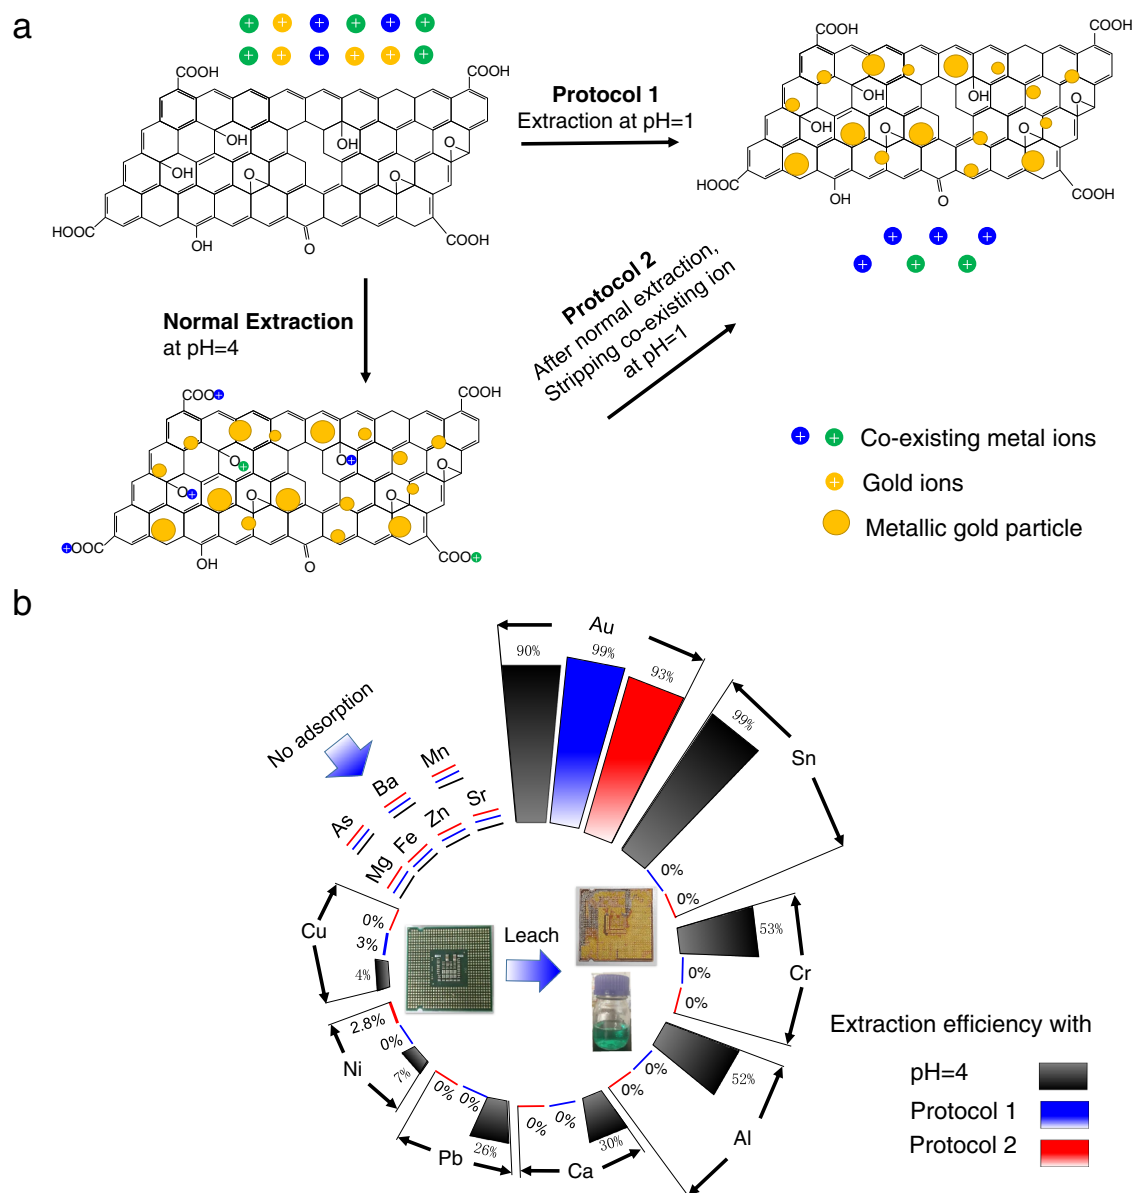 a
COOH
COOH
OH
OH
OH
O
O
O
HOOC
OH
O
COOH
Protocol 1
Extraction at pH=1
COOH
COOH
OH
OH
O
O
O
HOOC
OH
O
COOH
Normal Extraction
at pH=4
Protocol 2
After normal extraction,
Stripping co-existing ion
at pH=1
COO+
COOH
O+
O+
O+
O
O
O
+OOC
OH
O
COO+
Co-existing metal ions
Gold ions
Metallic gold particle
b
Au
90%
99%
93%
Sn
99%
0%
0%
Cr
53%
0%
0%
Al
52%
0%
0%
Ca
30%
0%
0%
Pb
26%
0%
0%
Ni
2.8%
0%
7%
Cu
0%
3%
4%
No adsorption
Mn
Ba
As
Sr
Zn
Fe
Mg
Leach
Extraction efficiency with
pH=4
Protocol 1
Protocol 2